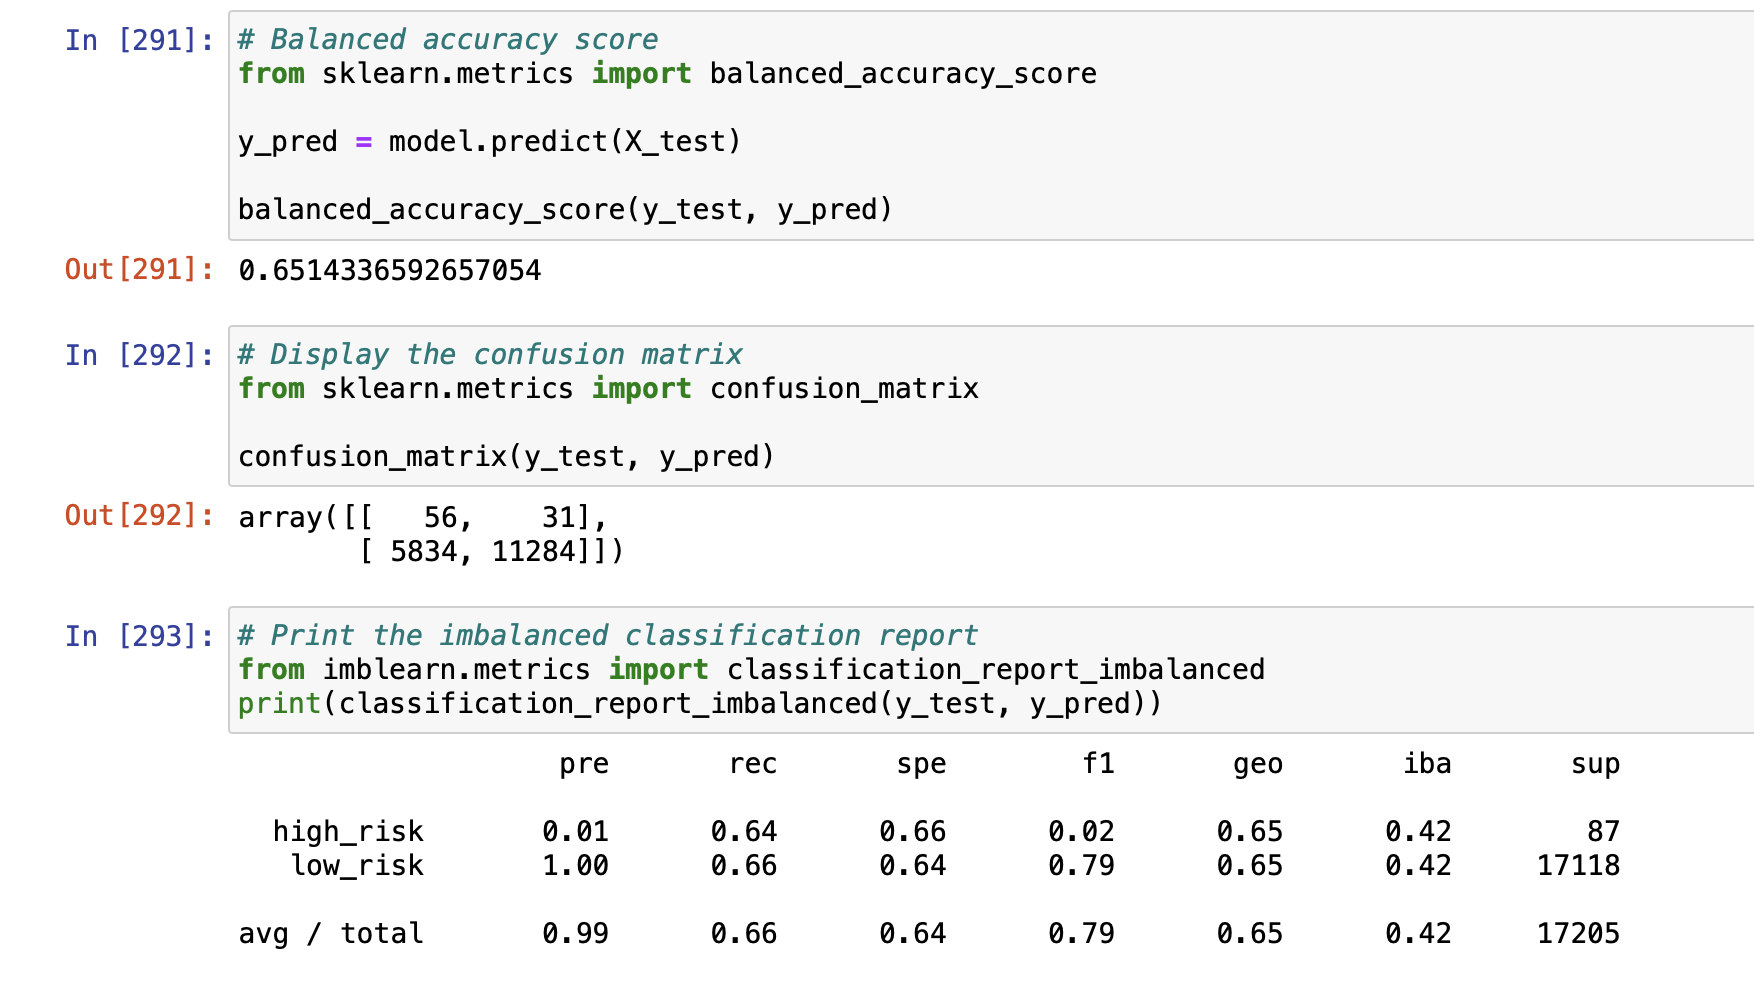 In [291]: # Balanced accuracy score
from sklearn.metrics import balanced_accuracy_score
y_pred = model.predict(X_test)
balanced_accuracy_score(y_test, y_pred)
Out[291]: 0.6514336592657054
In [292]: # Display the confusion matrix
from sklearn.metrics import confusion_matrix
confusion_matrix(y_test, y_pred)
Out[292]: array([[   56,    31],
       [ 5834, 11284]])
In [293]: # Print the imbalanced classification report
from imblearn.metrics import classification_report_imbalanced
print(classification_report_imbalanced(y_test, y_pred))
pre rec spe f1 geo iba sup
high_risk 0.01 0.64 0.66 0.02 0.65 0.42 87
low_risk 1.00 0.66 0.64 0.79 0.65 0.42 17118
avg / total 0.99 0.66 0.64 0.79 0.65 0.42 17205